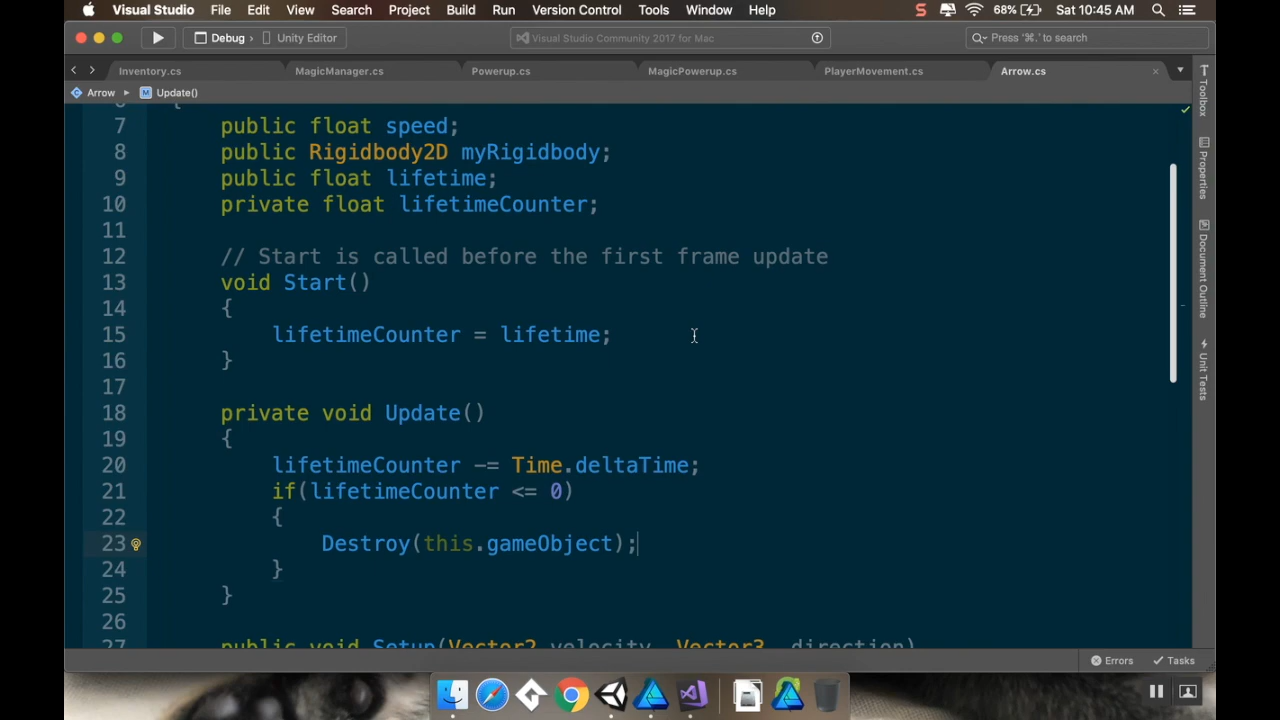 Visual Studio File Edit View Search Project Build Run Version Control Tools Window Help S 68% Sat 10:45 AM
Debug › Unity Editor Visual Studio Community 2017 for Mac Press '⌘.' to search
Inventory.cs MagicManager.cs Powerup.cs MagicPowerup.cs PlayerMovement.cs Arrow.cs ×
C Arrow ▸ M Update()
6 {
7 public float speed;
8 public Rigidbody2D myRigidbody;
9 public float lifetime;
10 private float lifetimeCounter;
11
12 // Start is called before the first frame update
13 void Start()
14 {
15 lifetimeCounter = lifetime;
16 }
17
18 private void Update()
19 {
20 lifetimeCounter -= Time.deltaTime;
21 if(lifetimeCounter <= 0)
22 {
23 Destroy(this.gameObject);
24 }
25 }
26
27 public void Setup(Vector2 velocity, Vector3 direction)
Toolbox
Properties
Document Outline
Unit Tests
Errors Tasks